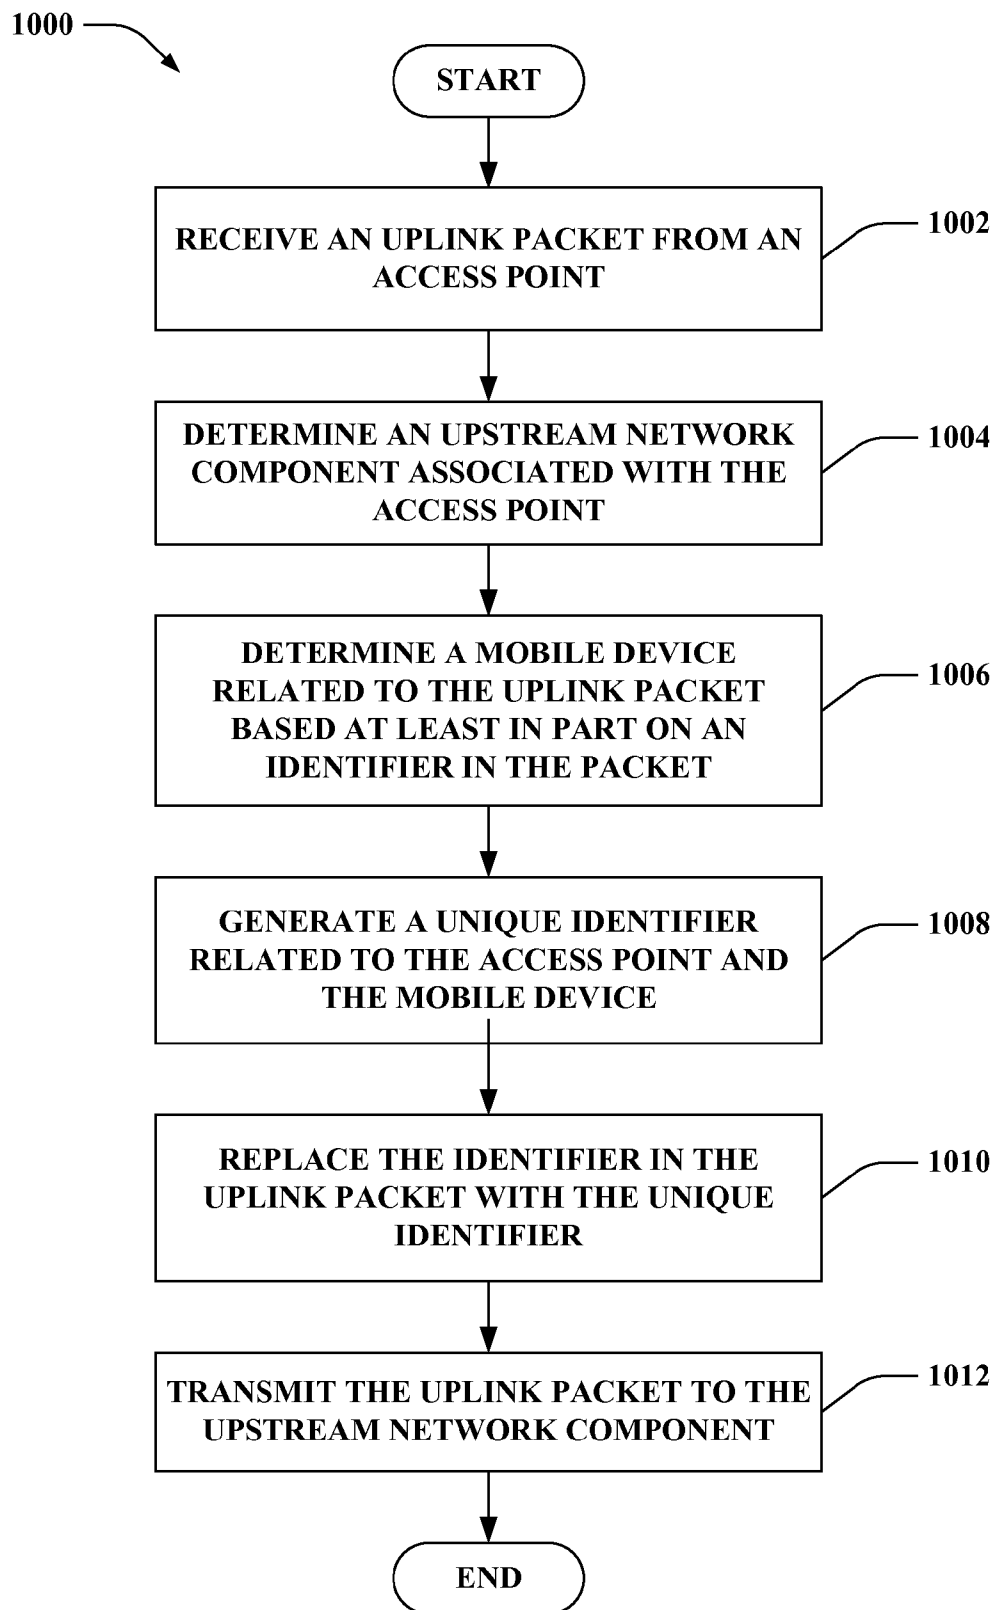 1000
START
RECEIVE AN UPLINK PACKET FROM AN
ACCESS POINT
1002
DETERMINE AN UPSTREAM NETWORK
COMPONENT ASSOCIATED WITH THE
ACCESS POINT
1004
DETERMINE A MOBILE DEVICE
RELATED TO THE UPLINK PACKET
BASED AT LEAST IN PART ON AN
IDENTIFIER IN THE PACKET
1006
GENERATE A UNIQUE IDENTIFIER
RELATED TO THE ACCESS POINT AND
THE MOBILE DEVICE
1008
REPLACE THE IDENTIFIER IN THE
UPLINK PACKET WITH THE UNIQUE
IDENTIFIER
1010
TRANSMIT THE UPLINK PACKET TO THE
UPSTREAM NETWORK COMPONENT
1012
END